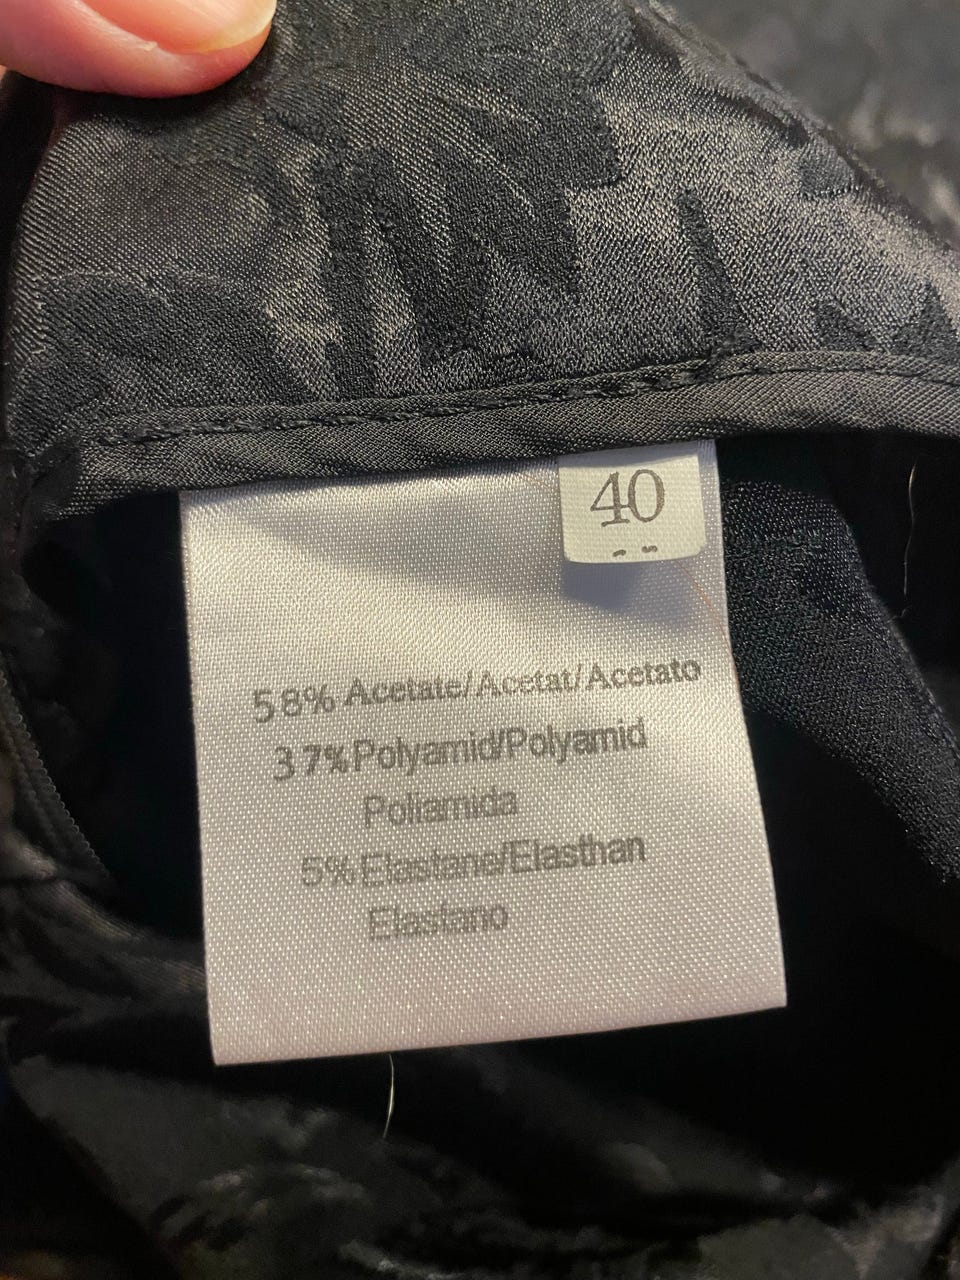 40
58% Acetate/Acetat/Acetato
37% Polyamid/Polyamid
Poliamida
5% Elastane/Elasthan
Elastano